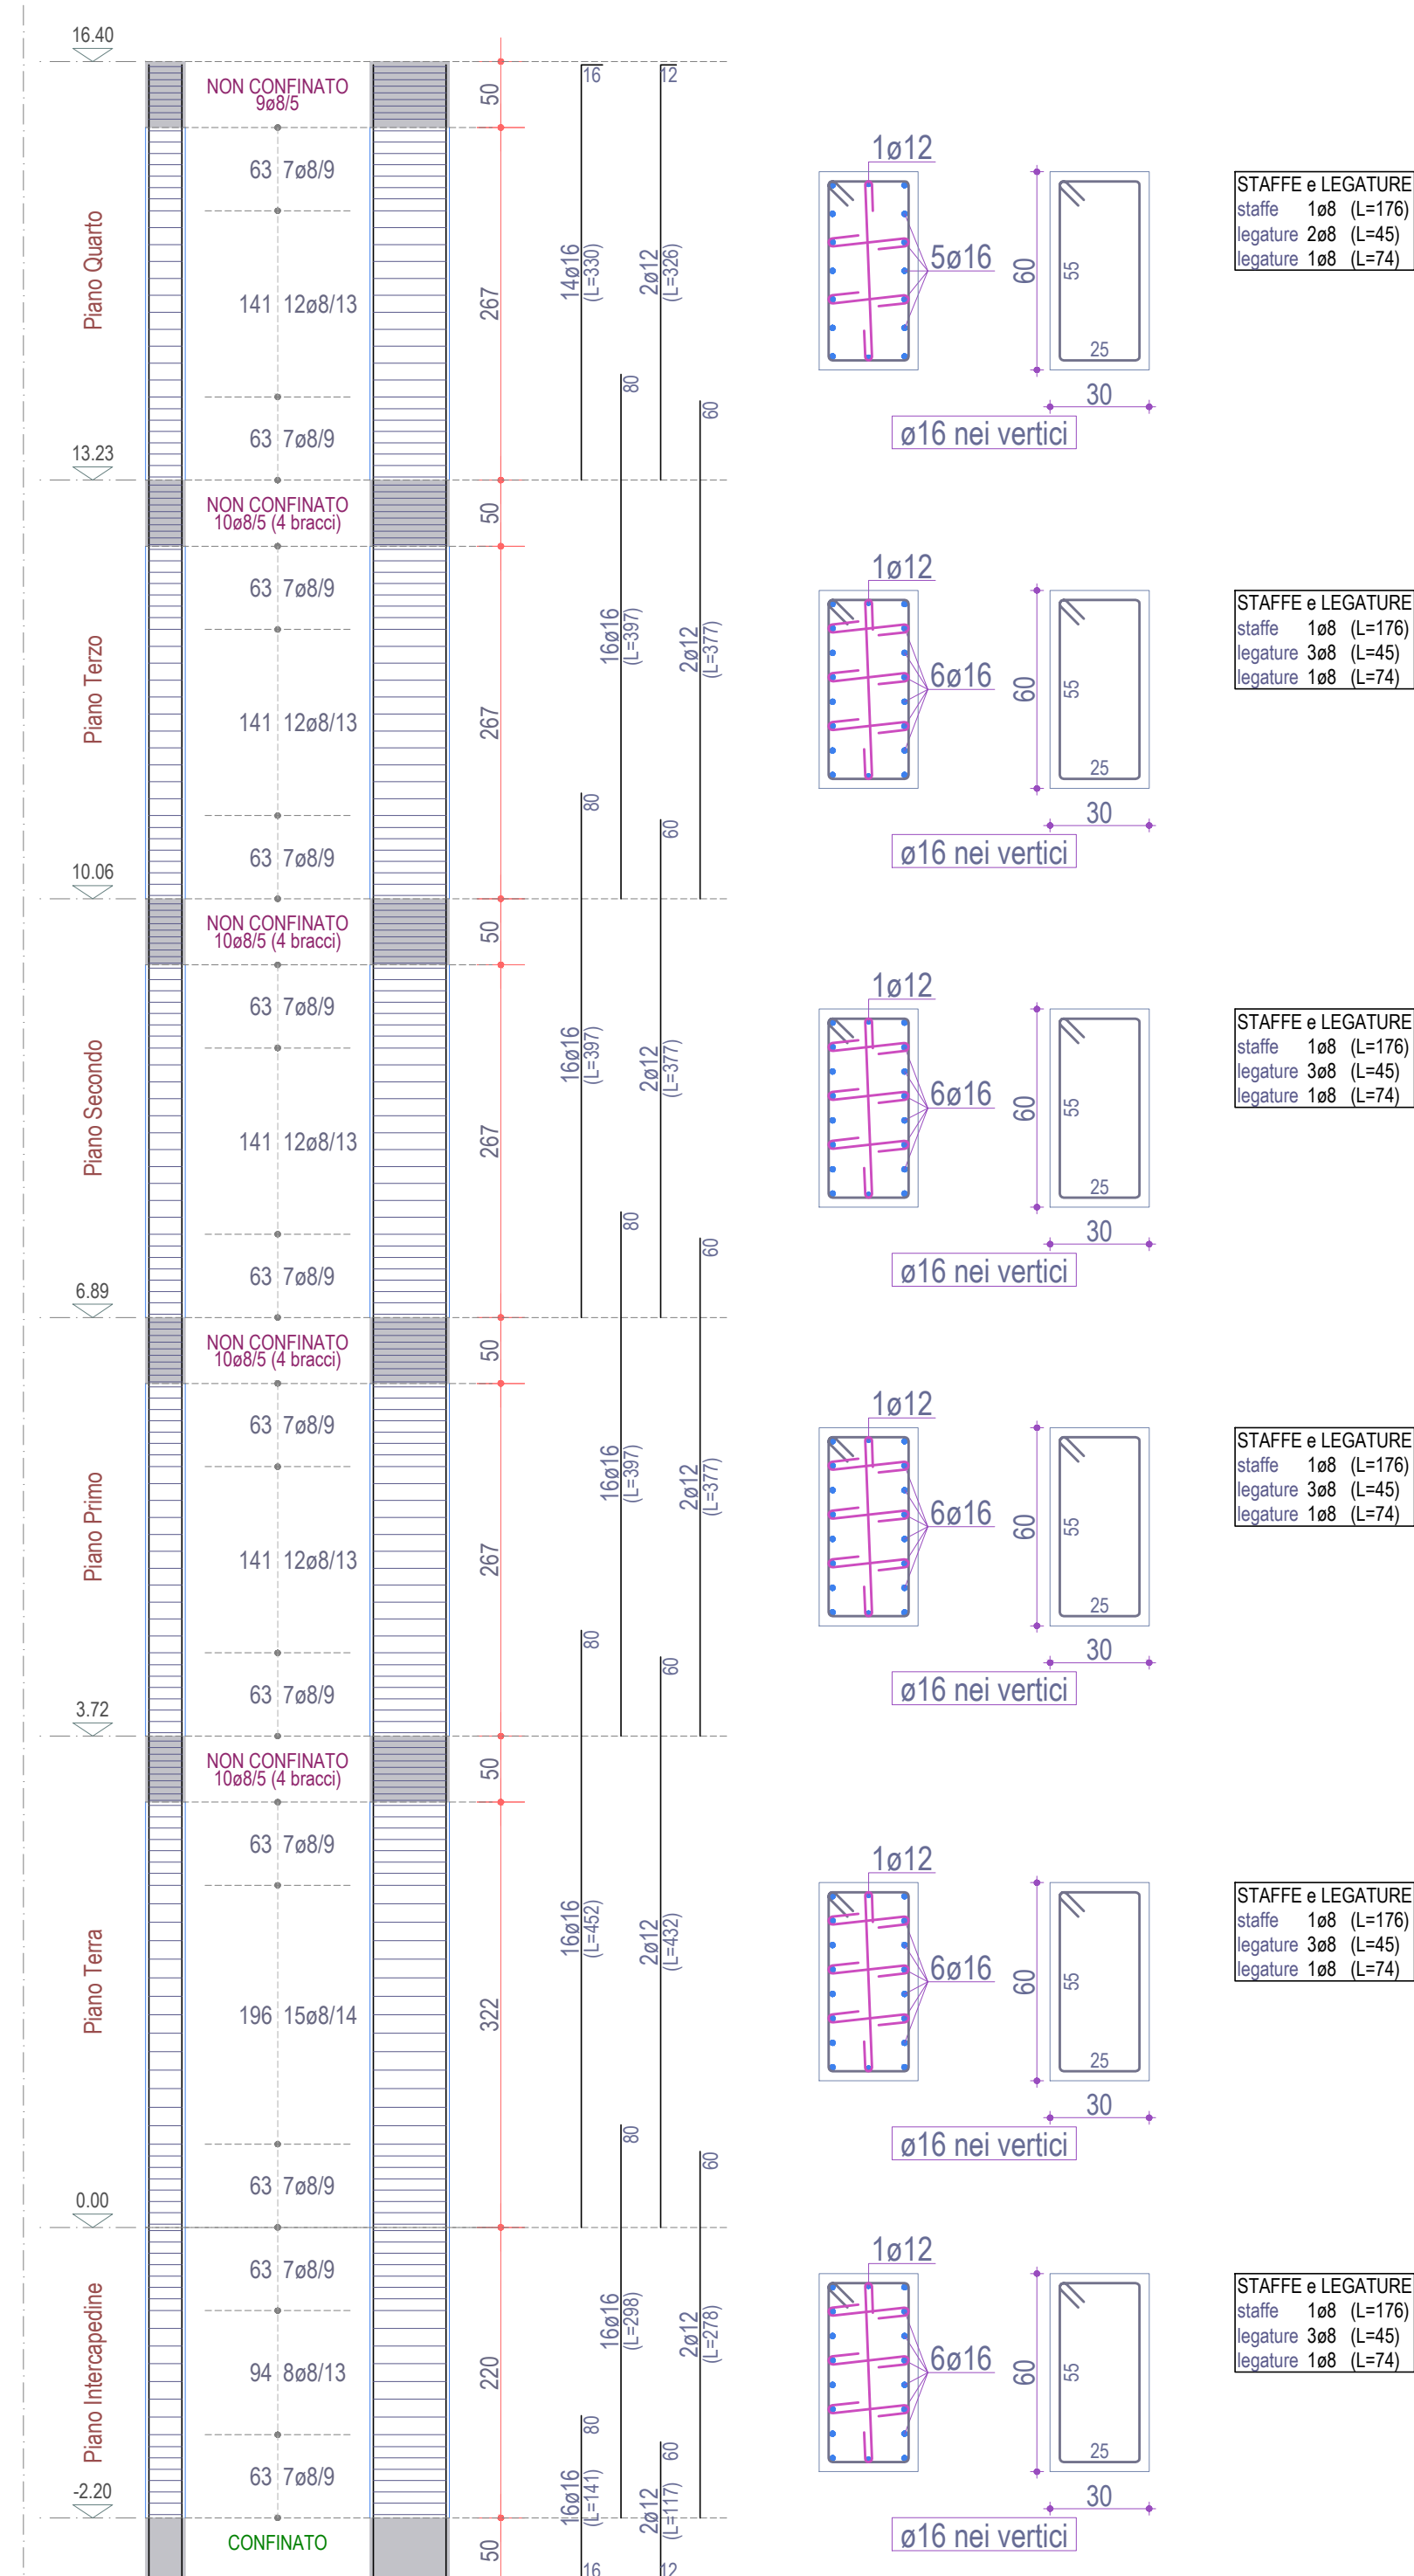 16.40
NON CONFINATO
9ø8/5
50
16
12
63 7ø8/9
Piano Quarto
141 12ø8/13
267
14ø16
(L=330)
2ø12
(L=326)
80
60
63 7ø8/9
1ø12
5ø16
60
55
25
30
ø16 nei vertici
STAFFE e LEGATURE
staffe 1ø8 (L=176)
legature 2ø8 (L=45)
legature 1ø8 (L=74)
13.23
NON CONFINATO
10ø8/5 (4 bracci)
50
63 7ø8/9
Piano Terzo
141 12ø8/13
267
16ø16
(L=397)
2ø12
(L=377)
80
60
63 7ø8/9
1ø12
6ø16
60
55
25
30
ø16 nei vertici
STAFFE e LEGATURE
staffe 1ø8 (L=176)
legature 3ø8 (L=45)
legature 1ø8 (L=74)
10.06
NON CONFINATO
10ø8/5 (4 bracci)
50
63 7ø8/9
Piano Secondo
141 12ø8/13
267
16ø16
(L=397)
2ø12
(L=377)
80
60
63 7ø8/9
1ø12
6ø16
60
55
25
30
ø16 nei vertici
STAFFE e LEGATURE
staffe 1ø8 (L=176)
legature 3ø8 (L=45)
legature 1ø8 (L=74)
6.89
NON CONFINATO
10ø8/5 (4 bracci)
50
63 7ø8/9
Piano Primo
141 12ø8/13
267
16ø16
(L=397)
2ø12
(L=377)
80
60
63 7ø8/9
1ø12
6ø16
60
55
25
30
ø16 nei vertici
STAFFE e LEGATURE
staffe 1ø8 (L=176)
legature 3ø8 (L=45)
legature 1ø8 (L=74)
3.72
NON CONFINATO
10ø8/5 (4 bracci)
50
63 7ø8/9
Piano Terra
196 15ø8/14
322
16ø16
(L=452)
2ø12
(L=432)
80
60
63 7ø8/9
1ø12
6ø16
60
55
25
30
ø16 nei vertici
STAFFE e LEGATURE
staffe 1ø8 (L=176)
legature 3ø8 (L=45)
legature 1ø8 (L=74)
0.00
63 7ø8/9
Piano Intercapedine
94 8ø8/13
220
16ø16
(L=298)
2ø12
(L=278)
80
60
63 7ø8/9
16ø16
(L=141)
2ø12
(L=117)
1ø12
6ø16
60
55
25
30
ø16 nei vertici
STAFFE e LEGATURE
staffe 1ø8 (L=176)
legature 3ø8 (L=45)
legature 1ø8 (L=74)
-2.20
CONFINATO
50
16
12